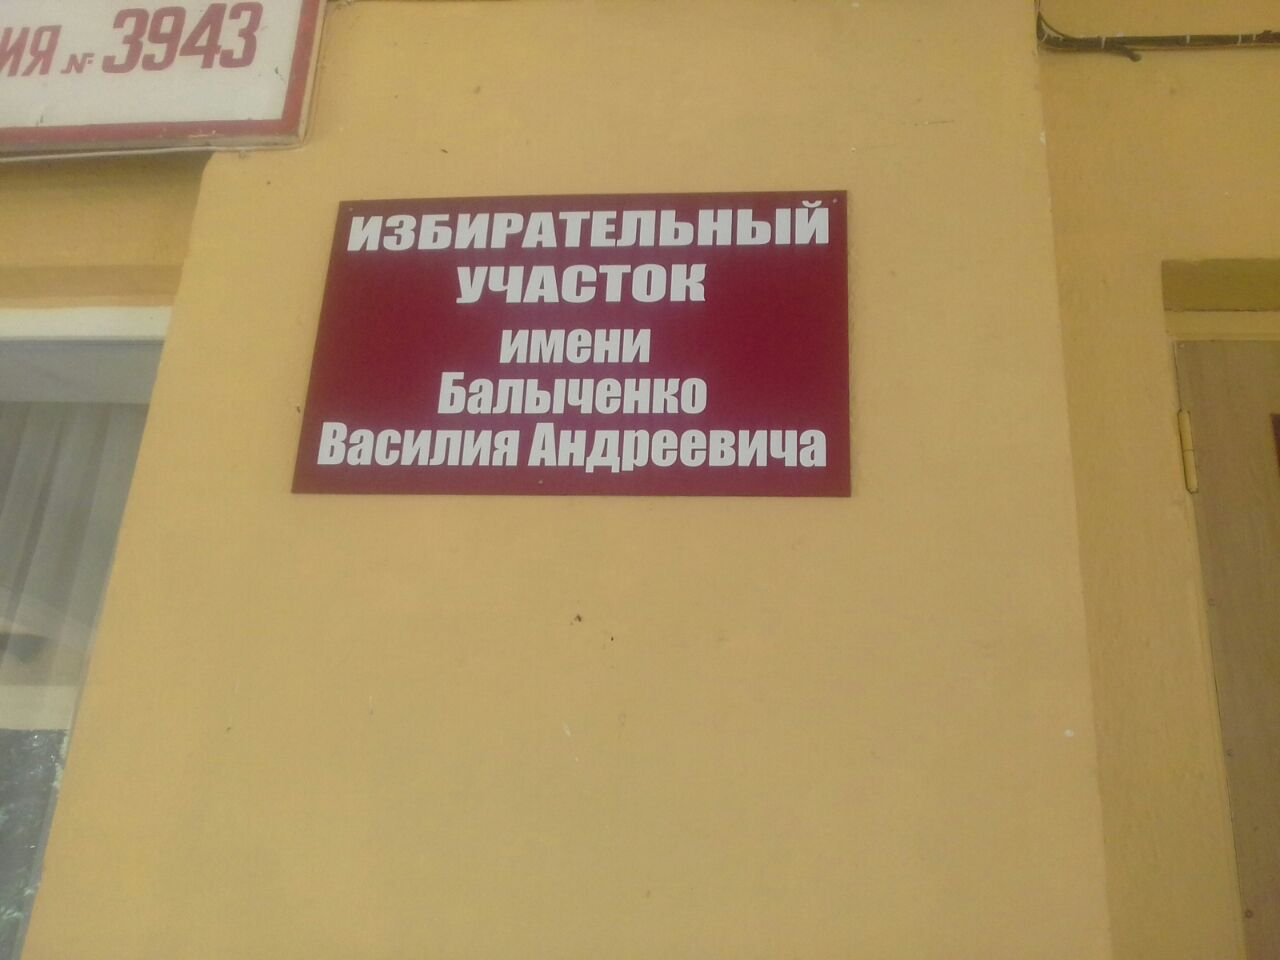 ИЯ № 3943
ИЗБИРАТЕЛЬНЫЙ
УЧАСТОК
имени
Балыченко
Василия Андреевича